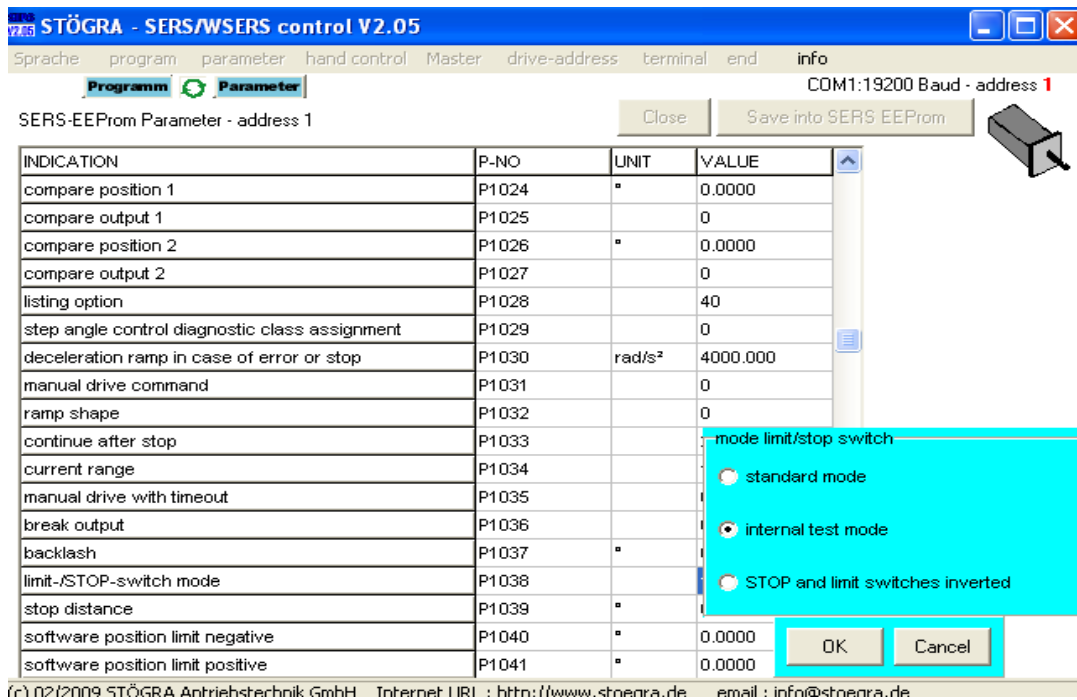 SERS V2.05 STÖGRA - SERS/WSERS control V2.05
Sprache program parameter hand control Master drive-address terminal end info
Programm Parameter COM1:19200 Baud - address 1
SERS-EEProm Parameter - address 1 Close Save into SERS EEProm
INDICATION P-NO UNIT VALUE
compare position 1 P1024 ° 0.0000
compare output 1 P1025 0
compare position 2 P1026 ° 0.0000
compare output 2 P1027 0
listing option P1028 40
step angle control diagnostic class assignment P1029 0
deceleration ramp in case of error or stop P1030 rad/s² 4000.000
manual drive command P1031 0
ramp shape P1032 0
continue after stop P1033
mode limit/stop switch
current range P1034
standard mode
manual drive with timeout P1035
break output P1036
internal test mode
backlash P1037 °
limit-/STOP-switch mode P1038
STOP and limit switches inverted
stop distance P1039 °
software position limit negative P1040 ° 0.0000
OK Cancel
software position limit positive P1041 ° 0.0000
(c) 02/2009 STÖGRA Antriebstechnik GmbH Internet URL : http://www.stoegra.de email : info@stoegra.de